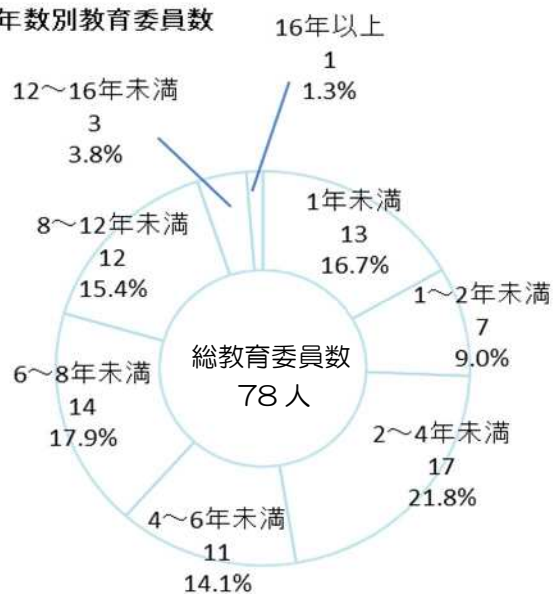 年数別教育委員数
16年以上
1
1.3%
12～16年未満
3
3.8%
8～12年未満
12
15.4%
1年未満
13
16.7%
1～2年未満
7
9.0%
総教育委員数
78人
6～8年未満
14
17.9%
2～4年未満
17
21.8%
4～6年未満
11
14.1%